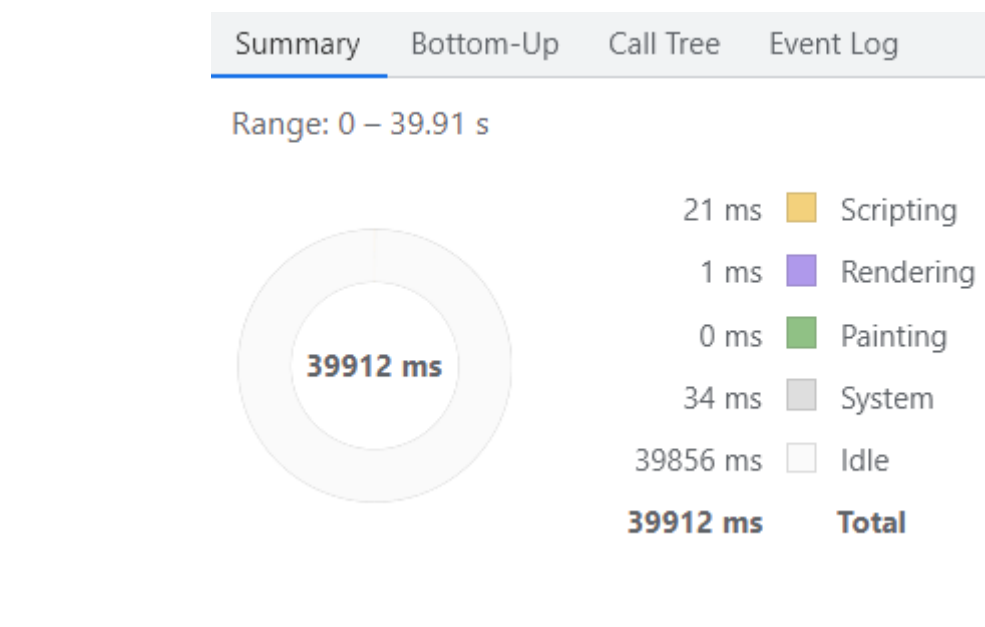 Summary Bottom-Up Call Tree Event Log
Range: 0 – 39.91 s
21 ms Scripting
1 ms Rendering
0 ms Painting
39912 ms
34 ms System
39856 ms Idle
39912 ms Total